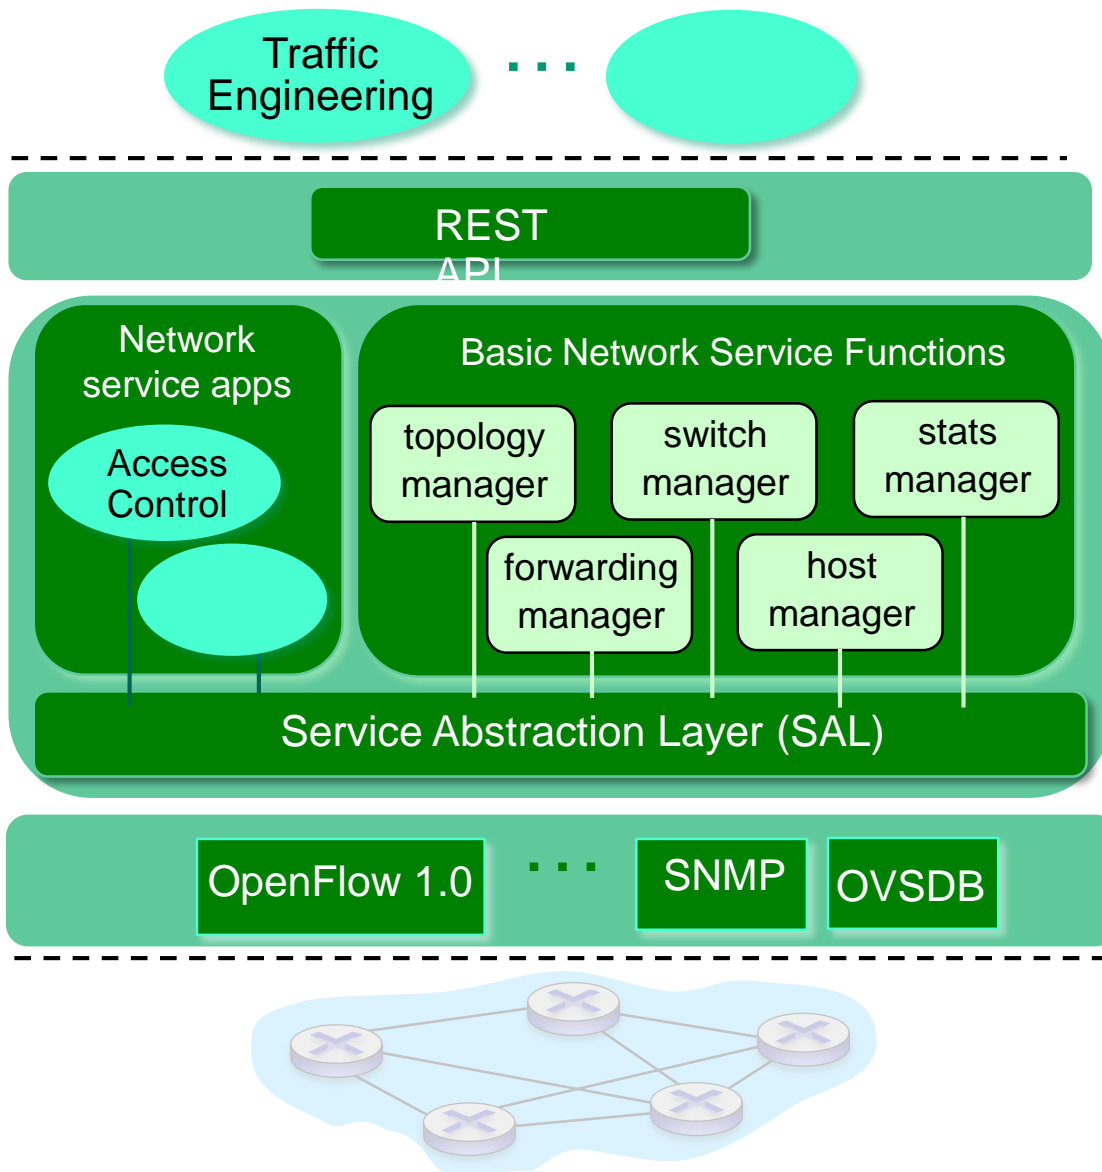 Traffic
Engineering
REST
API
Network
service apps
Basic Network Service Functions
topology
manager
switch
manager
stats
manager
Access
Control
forwarding
manager
host
manager
Service Abstraction Layer (SAL)
OpenFlow 1.0
SNMP
OVSDB